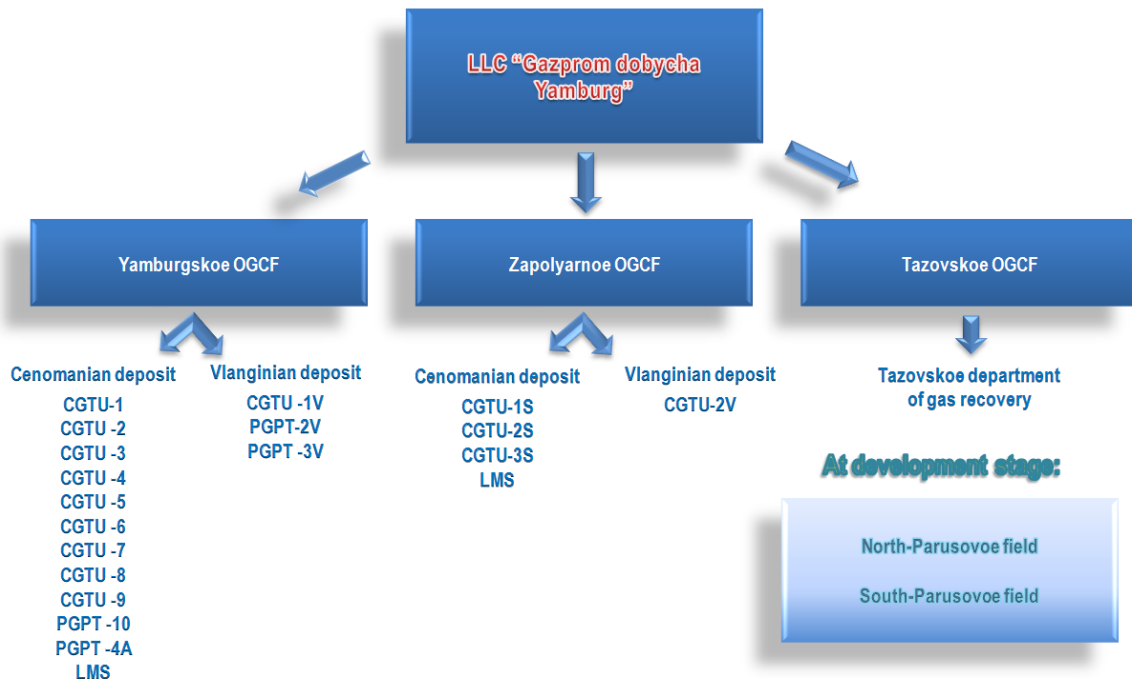 LLC “Gazprom dobycha
Yamburg”
Yamburgskoe OGCF
Zapolyarnoe OGCF
Tazovskoe OGCF
Cenomanian deposit
CGTU-1
CGTU -2
CGTU -3
CGTU -4
CGTU -5
CGTU -6
CGTU -7
CGTU -8
CGTU -9
PGPT -10
PGPT -4A
LMS
Vlanginian deposit
CGTU -1V
PGPT-2V
PGPT -3V
Cenomanian deposit
CGTU-1S
CGTU-2S
CGTU-3S
LMS
Vlanginian deposit
CGTU-2V
Tazovskoe department
of gas recovery
At development stage:
North-Parusovoe field
South-Parusovoe field